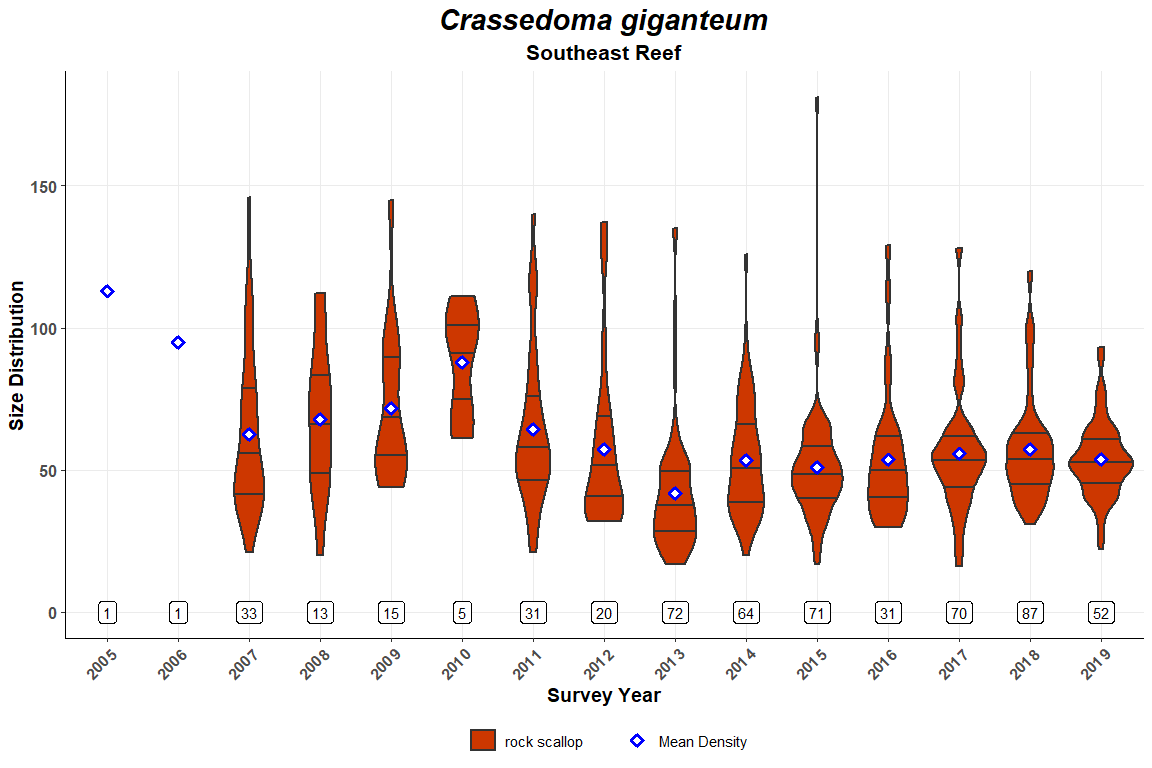 Crassedoma giganteum
Southeast Reef
Size Distribution
150
100
50
0
1 1 33 13 15 5 31 20 72 64 71 31 70 87 52
2005 2006 2007 2008 2009 2010 2011 2012 2013 2014 2015 2016 2017 2018 2019
Survey Year
rock scallop Mean Density